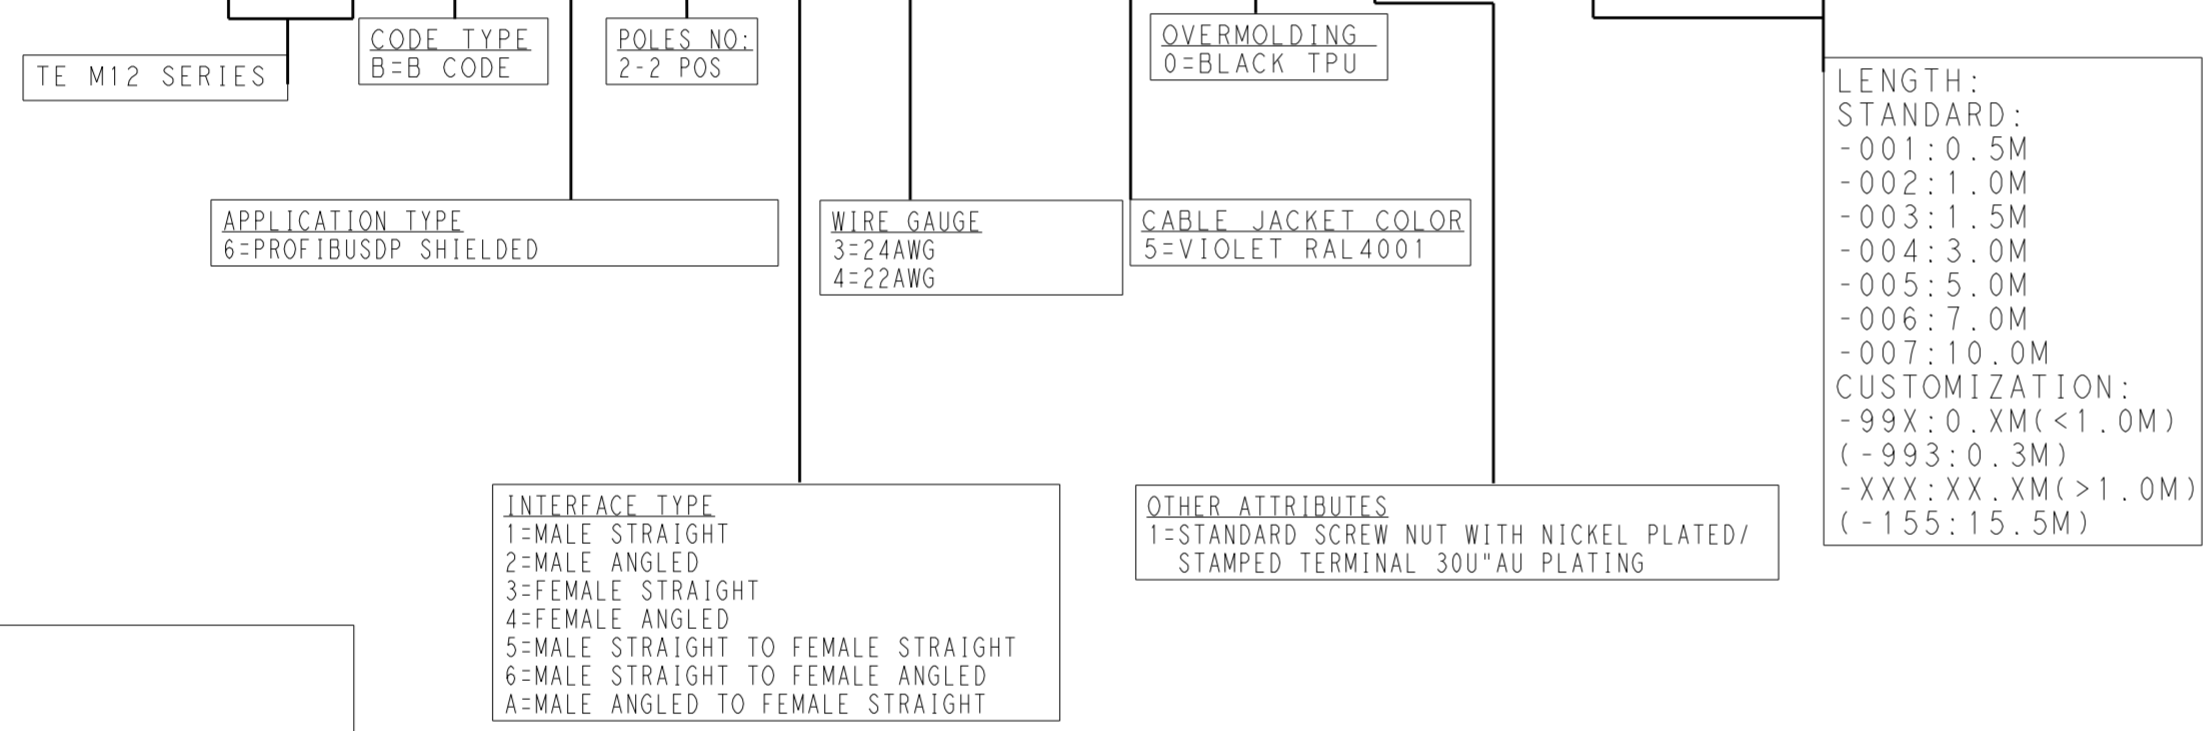 TE M12 SERIES
CODE TYPE
B=B CODE
POLES NO:
2-2 POS
OVERMOLDING
0=BLACK TPU
APPLICATION TYPE
6=PROFIBUSDP SHIELDED
WIRE GAUGE
3=24AWG
4=22AWG
CABLE JACKET COLOR
5=VIOLET RAL4001
LENGTH:
STANDARD:
-001:0.5M
-002:1.0M
-003:1.5M
-004:3.0M
-005:5.0M
-006:7.0M
-007:10.0M
CUSTOMIZATION:
-99X:0.XM(<1.0M)
(-993:0.3M)
-XXX:XX.XM(>1.0M)
(-155:15.5M)
INTERFACE TYPE
1=MALE STRAIGHT
2=MALE ANGLED
3=FEMALE STRAIGHT
4=FEMALE ANGLED
5=MALE STRAIGHT TO FEMALE STRAIGHT
6=MALE STRAIGHT TO FEMALE ANGLED
A=MALE ANGLED TO FEMALE STRAIGHT
OTHER ATTRIBUTES
1=STANDARD SCREW NUT WITH NICKEL PLATED/
STAMPED TERMINAL 30U"AU PLATING